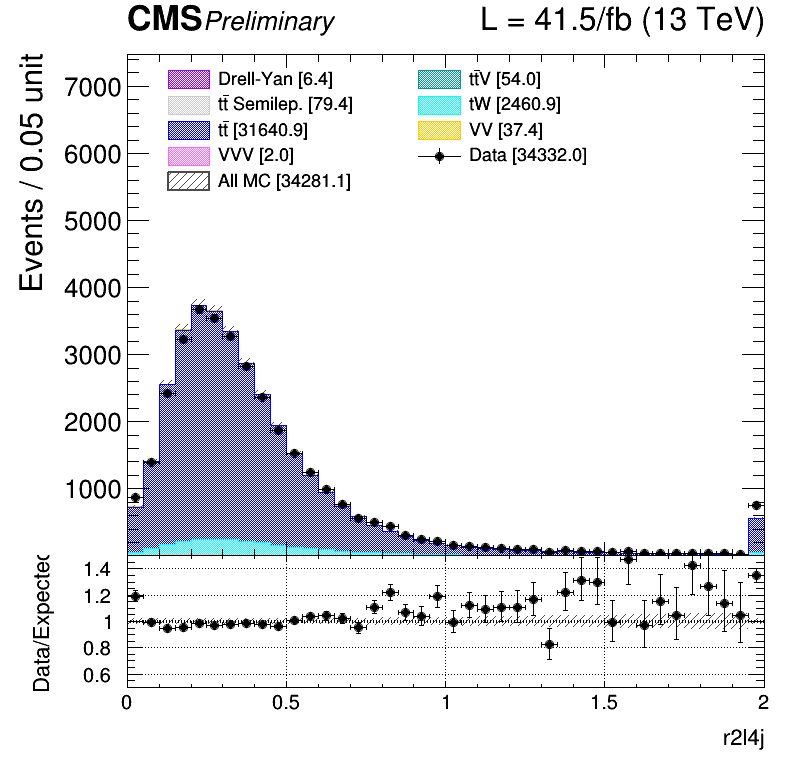 CMS Preliminary L = 41.5/fb (13 TeV)
Events / 0.05 unit
7000
6000
5000
4000
3000
2000
1000
Drell-Yan [6.4]
tt̄ Semilep. [79.4]
tt̄ [31640.9]
VVV [2.0]
All MC [34281.1]
tt̄V [54.0]
tW [2460.9]
VV [37.4]
Data [34332.0]
Data/Expected
1.4
1.2
1
0.8
0.6
0 0.5 1 1.5 2
r2l4j